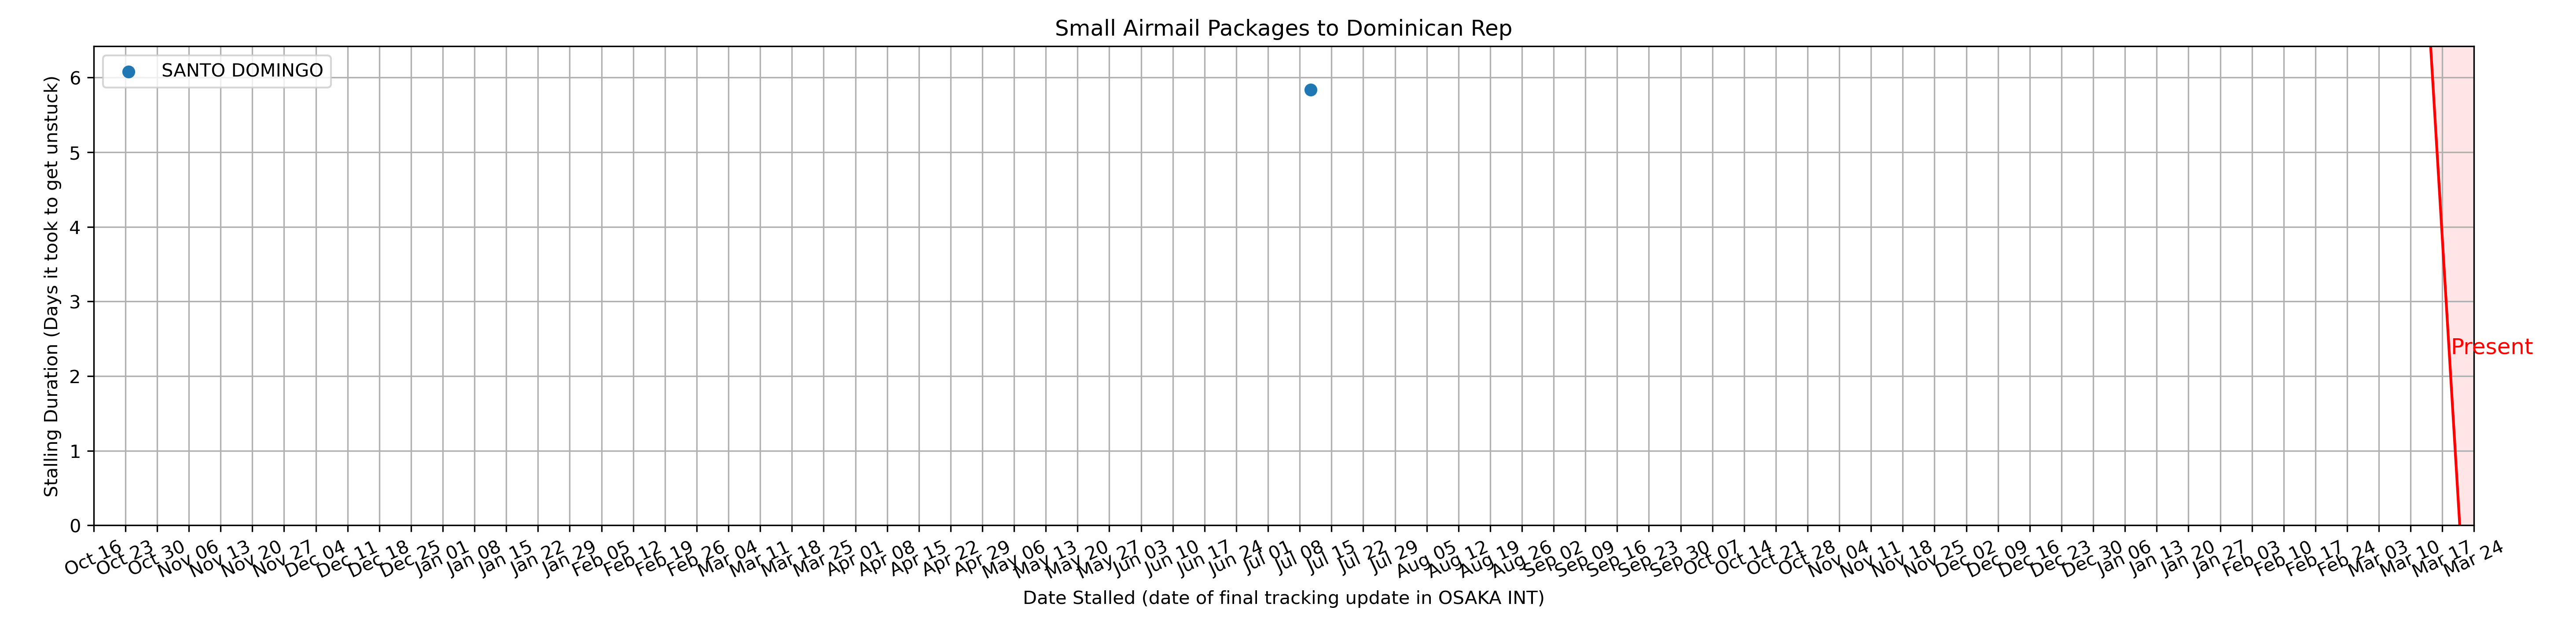 Small Airmail Packages to Dominican Rep
SANTO DOMINGO
Stalling Duration (Days it took to get unstuck)
6
5
4
3
2
1
0
Present
Oct 16
Oct 23
Oct 30
Nov 06
Nov 13
Nov 20
Nov 27
Dec 04
Dec 11
Dec 18
Dec 25
Jan 01
Jan 08
Jan 15
Jan 22
Jan 29
Feb 05
Feb 12
Feb 19
Feb 26
Mar 04
Mar 11
Mar 18
Mar 25
Apr 01
Apr 08
Apr 15
Apr 22
Apr 29
May 06
May 13
May 20
May 27
Jun 03
Jun 10
Jun 17
Jun 24
Jul 01
Jul 08
Jul 15
Jul 22
Jul 29
Aug 05
Aug 12
Aug 19
Aug 26
Sep 02
Sep 09
Sep 16
Sep 23
Sep 30
Oct 07
Oct 14
Oct 21
Oct 28
Nov 04
Nov 11
Nov 18
Nov 25
Dec 02
Dec 09
Dec 16
Dec 23
Dec 30
Jan 06
Jan 13
Jan 20
Jan 27
Feb 03
Feb 10
Feb 17
Feb 24
Mar 03
Mar 10
Mar 17
Mar 24
Date Stalled (date of final tracking update in OSAKA INT)